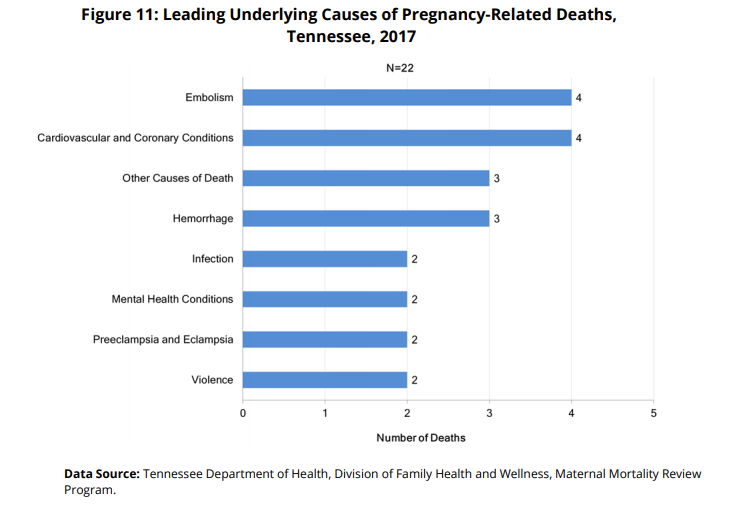 Figure 11: Leading Underlying Causes of Pregnancy-Related Deaths,
Tennessee, 2017
N=22
Embolism 4
Cardiovascular and Coronary Conditions 4
Other Causes of Death 3
Hemorrhage 3
Infection 2
Mental Health Conditions 2
Preeclampsia and Eclampsia 2
Violence 2
0 1 2 3 4 5
Number of Deaths
Data Source: Tennessee Department of Health, Division of Family Health and Wellness, Maternal Mortality Review
Program.